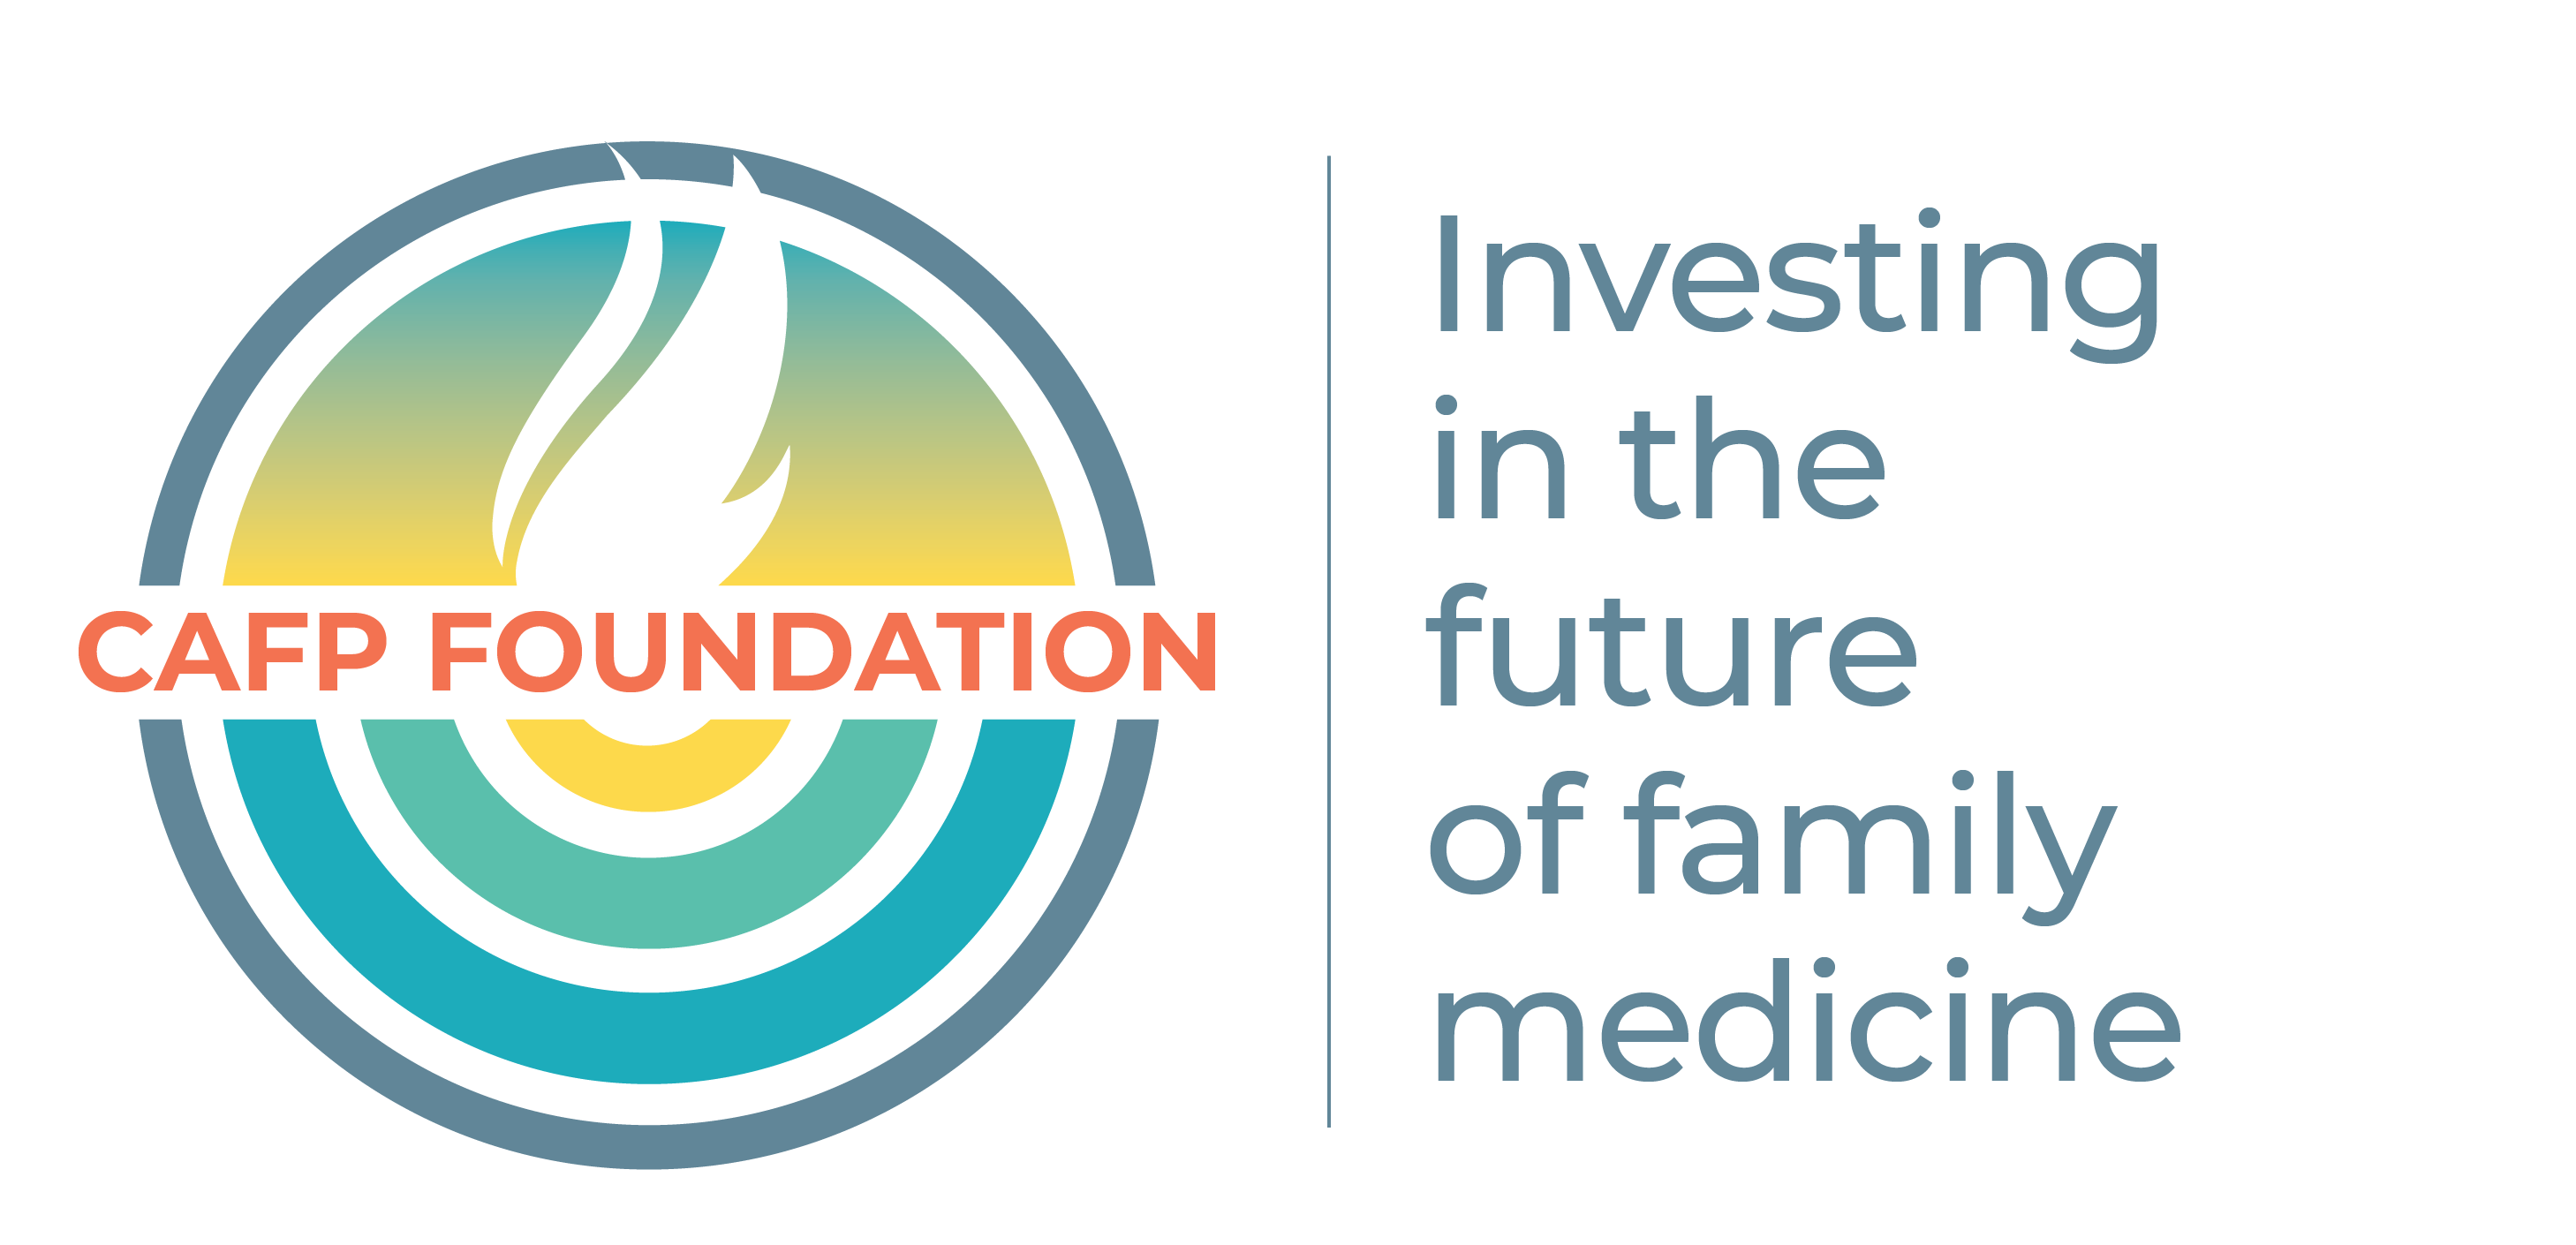 CAFP FOUNDATION
Investing
in the
future
of family
medicine